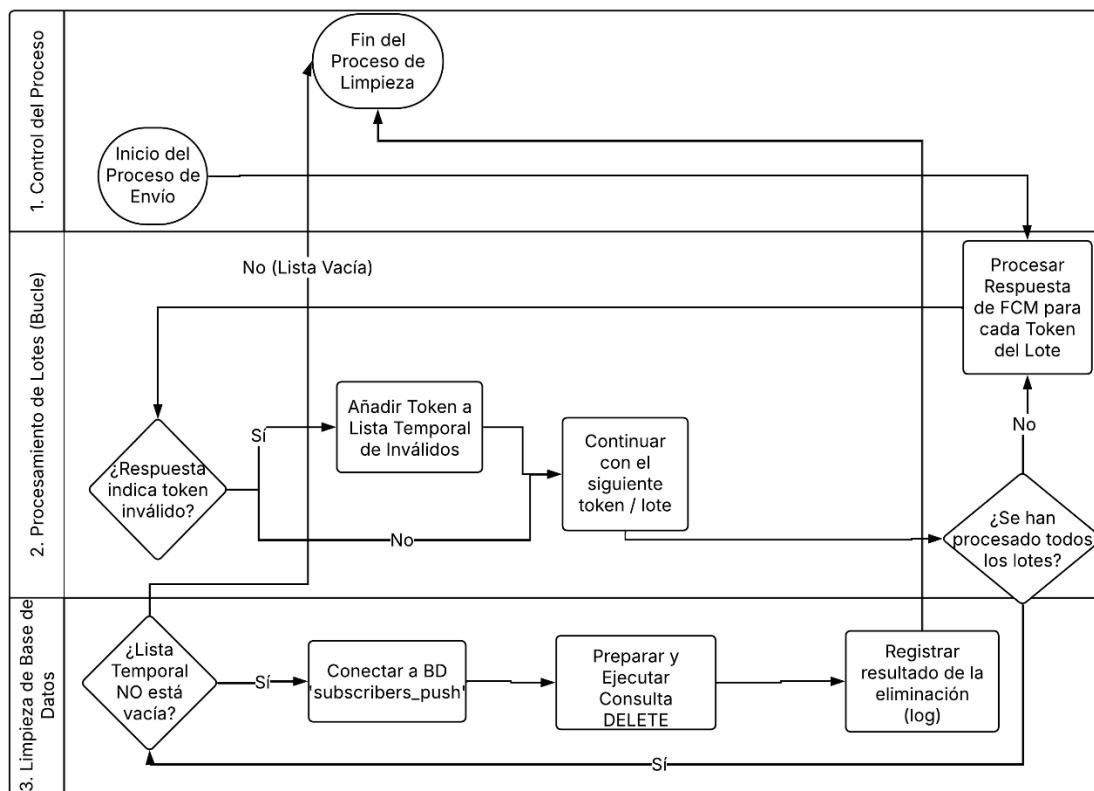 1. Control del Proceso
Fin del
Proceso de
Limpieza
Inicio del
Proceso de
Envío
2. Procesamiento de Lotes (Bucle)
No (Lista Vacía)
Procesar
Respuesta
de FCM para
cada Token
del Lote
¿Respuesta
indica token
inválido?
Sí
Añadir Token a
Lista Temporal
de Inválidos
No
Continuar
con el
siguiente
token / lote
No
¿Se han
procesado todos
los lotes?
3. Limpieza de Base de
Datos
¿Lista
Temporal
NO está
vacía?
Sí
Conectar a BD
'subscribers_push'
Preparar y
Ejecutar
Consulta
DELETE
Registrar
resultado de la
eliminación
(log)
Sí